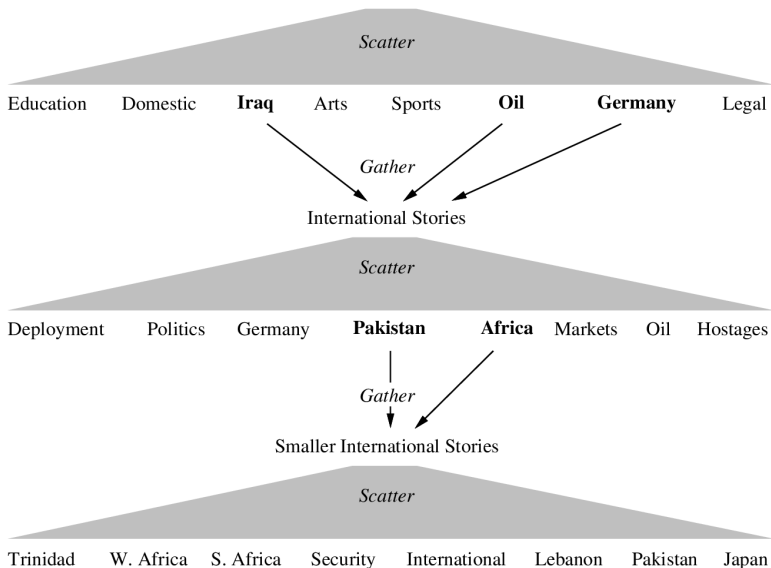 Scatter
Education Domestic Iraq Arts Sports Oil Germany Legal
Gather
International Stories
Scatter
Deployment Politics Germany Pakistan Africa Markets Oil Hostages
Gather
Smaller International Stories
Scatter
Trinidad W. Africa S. Africa Security International Lebanon Pakistan Japan